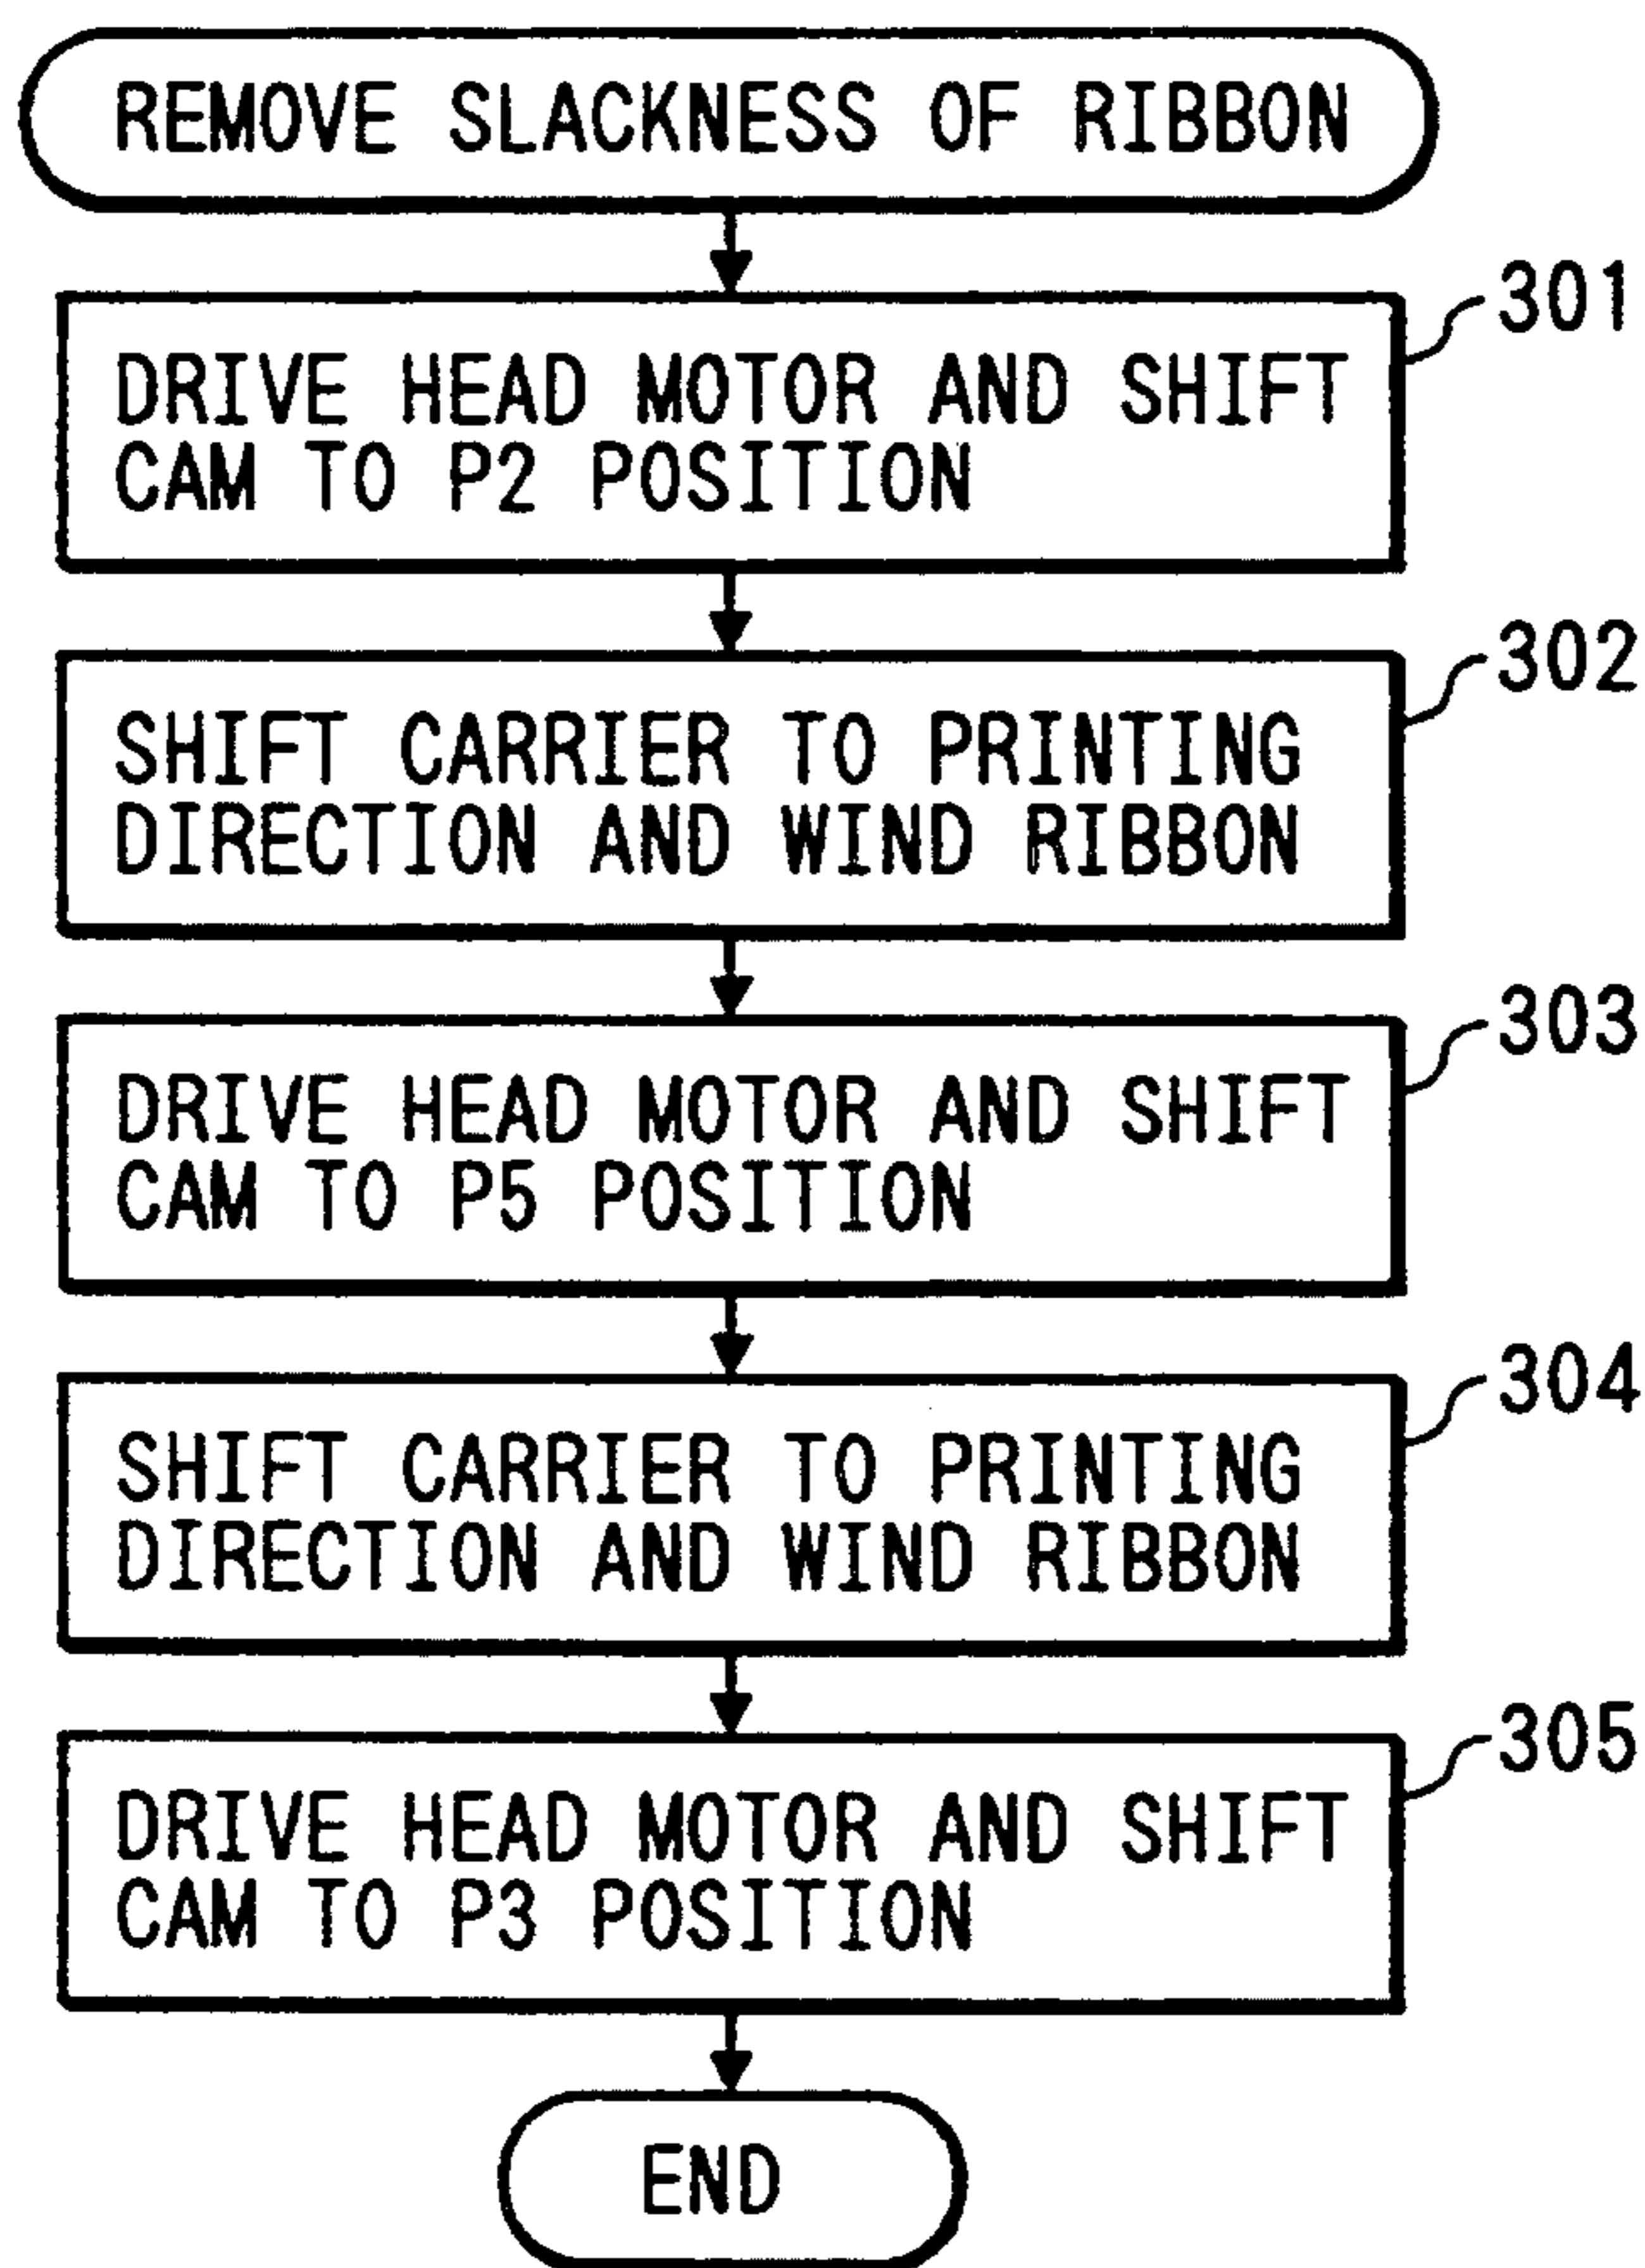 REMOVE SLACKNESS OF RIBBON
301
DRIVE HEAD MOTOR AND SHIFT
CAM TO P2 POSITION
302
SHIFT CARRIER TO PRINTING
DIRECTION AND WIND RIBBON
303
DRIVE HEAD MOTOR AND SHIFT
CAM TO P5 POSITION
304
SHIFT CARRIER TO PRINTING
DIRECTION AND WIND RIBBON
305
DRIVE HEAD MOTOR AND SHIFT
CAM TO P3 POSITION
END